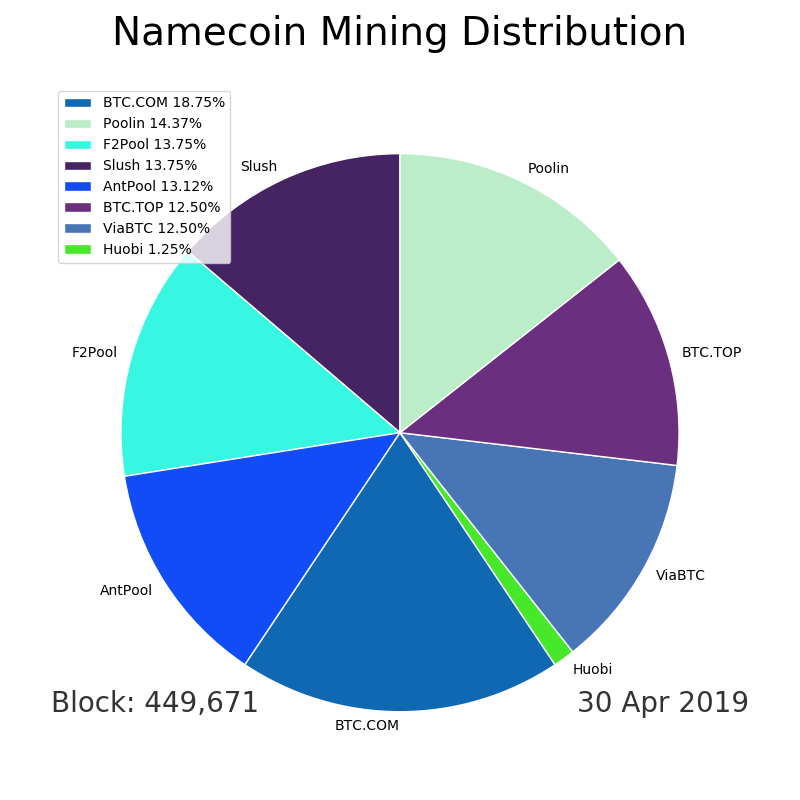 Namecoin Mining Distribution
BTC.COM 18.75%
Poolin 14.37%
F2Pool 13.75%
Slush 13.75%
AntPool 13.12%
BTC.TOP 12.50%
ViaBTC 12.50%
Huobi 1.25%
Slush
Poolin
F2Pool
BTC.TOP
AntPool
ViaBTC
Huobi
BTC.COM
Block: 449,671
30 Apr 2019